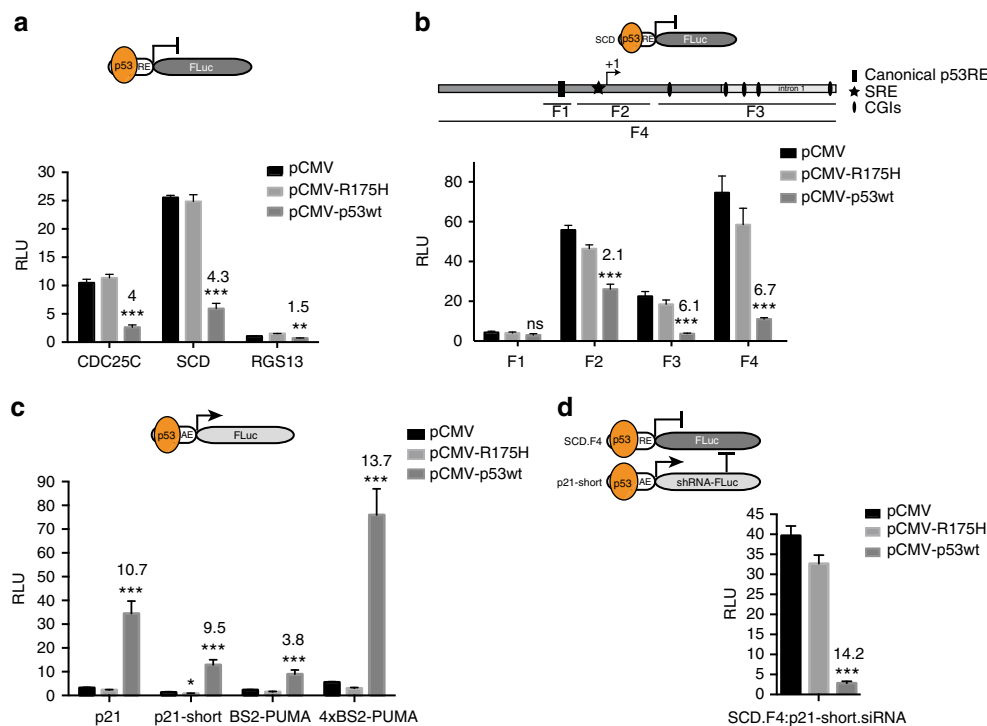 a
p53
RE
FLuc
pCMV
pCMV-R175H
pCMV-p53wt
RLU
30
25
20
15
10
5
0
4
***
4.3
***
1.5
**
CDC25C
SCD
RGS13
b
SCD
p53
RE
FLuc
+1
intron 1
Canonical p53RE
SRE
CGIs
F1
F2
F3
F4
pCMV
pCMV-R175H
pCMV-p53wt
RLU
80
60
40
20
0
ns
2.1
***
6.1
***
6.7
***
F1
F2
F3
F4
c
p53
AE
FLuc
pCMV
pCMV-R175H
pCMV-p53wt
RLU
90
80
70
60
50
40
30
20
10
0
10.7
***
*
9.5
***
3.8
***
13.7
***
p21
p21-short
BS2-PUMA
4xBS2-PUMA
d
SCD.F4
p53
RE
FLuc
p21-short
p53
AE
shRNA-FLuc
pCMV
pCMV-R175H
pCMV-p53wt
RLU
45
40
35
30
25
20
15
10
5
0
14.2
***
SCD.F4:p21-short.siRNA